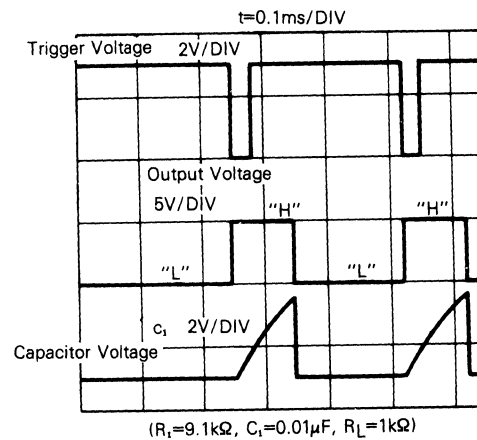 t=0.1ms/DIV
Trigger Voltage 2V/DIV
Output Voltage
5V/DIV "H" "H"
"L" "L"
C₁ 2V/DIV
Capacitor Voltage
(R₁=9.1kΩ, C₁=0.01μF, RL=1kΩ)